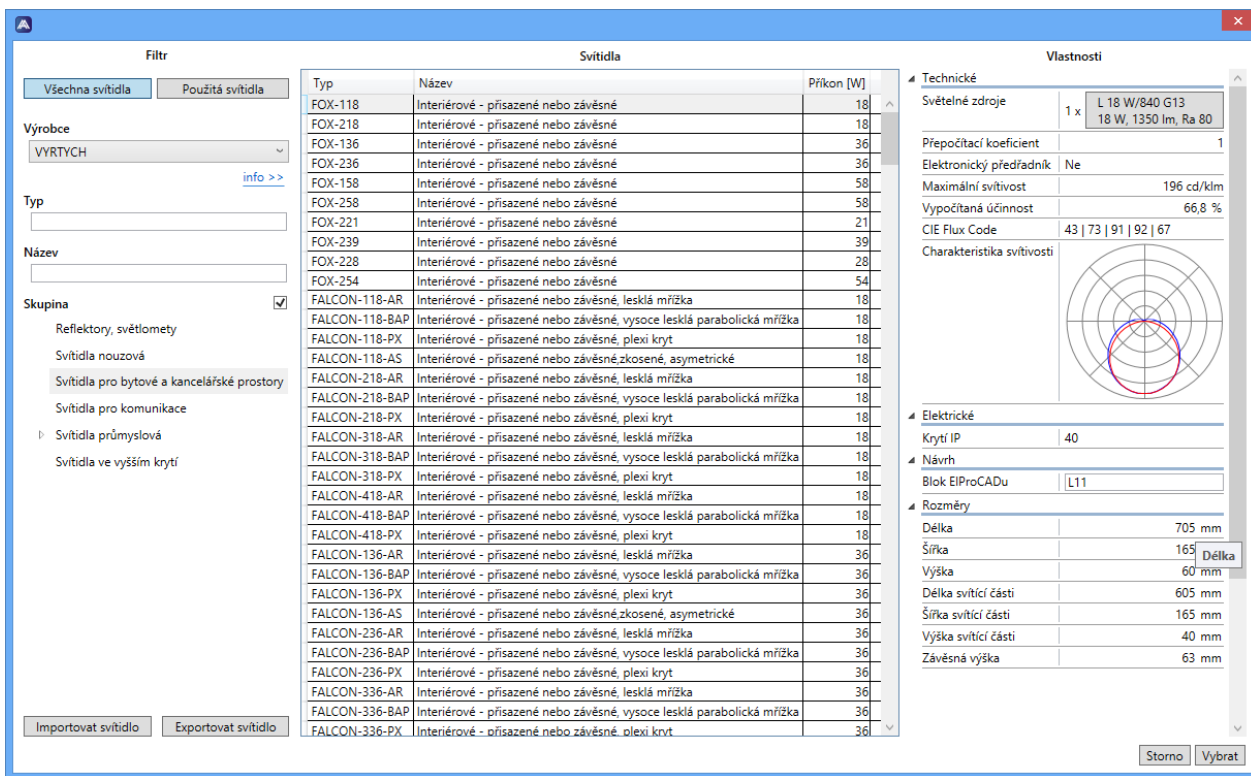 Filtr
Všechna svítidla
Použitá svítidla
Výrobce
VYRTYCH
info >>
Typ
Název
Skupina
Reflektory, světlomety
Svítidla nouzová
Svítidla pro bytové a kancelářské prostory
Svítidla pro komunikace
Svítidla průmyslová
Svítidla ve vyšším krytí
Importovat svítidlo
Exportovat svítidlo
Svítidla
Typ Název Příkon [W]
FOX-118 Interiérové - přisazené nebo závěsné 18
FOX-218 Interiérové - přisazené nebo závěsné 18
FOX-136 Interiérové - přisazené nebo závěsné 36
FOX-236 Interiérové - přisazené nebo závěsné 36
FOX-158 Interiérové - přisazené nebo závěsné 58
FOX-258 Interiérové - přisazené nebo závěsné 58
FOX-221 Interiérové - přisazené nebo závěsné 21
FOX-239 Interiérové - přisazené nebo závěsné 39
FOX-228 Interiérové - přisazené nebo závěsné 28
FOX-254 Interiérové - přisazené nebo závěsné 54
FALCON-118-AR Interiérové - přisazené nebo závěsné, lesklá mřížka 18
FALCON-118-BAP Interiérové - přisazené nebo závěsné, vysoce lesklá parabolická mřížka 18
FALCON-118-PX Interiérové - přisazené nebo závěsné, plexi kryt 18
FALCON-118-AS Interiérové - přisazené nebo závěsné,zkosené, asymetrické 18
FALCON-218-AR Interiérové - přisazené nebo závěsné, lesklá mřížka 18
FALCON-218-BAP Interiérové - přisazené nebo závěsné, vysoce lesklá parabolická mřížka 18
FALCON-218-PX Interiérové - přisazené nebo závěsné, plexi kryt 18
FALCON-318-AR Interiérové - přisazené nebo závěsné, lesklá mřížka 18
FALCON-318-BAP Interiérové - přisazené nebo závěsné, vysoce lesklá parabolická mřížka 18
FALCON-318-PX Interiérové - přisazené nebo závěsné, plexi kryt 18
FALCON-418-AR Interiérové - přisazené nebo závěsné, lesklá mřížka 18
FALCON-418-BAP Interiérové - přisazené nebo závěsné, vysoce lesklá parabolická mřížka 18
FALCON-418-PX Interiérové - přisazené nebo závěsné, plexi kryt 18
FALCON-136-AR Interiérové - přisazené nebo závěsné, lesklá mřížka 36
FALCON-136-BAP Interiérové - přisazené nebo závěsné, vysoce lesklá parabolická mřížka 36
FALCON-136-PX Interiérové - přisazené nebo závěsné, plexi kryt 36
FALCON-136-AS Interiérové - přisazené nebo závěsné,zkosené, asymetrické 36
FALCON-236-AR Interiérové - přisazené nebo závěsné, lesklá mřížka 36
FALCON-236-BAP Interiérové - přisazené nebo závěsné, vysoce lesklá parabolická mřížka 36
FALCON-236-PX Interiérové - přisazené nebo závěsné, plexi kryt 36
FALCON-336-AR Interiérové - přisazené nebo závěsné, lesklá mřížka 36
FALCON-336-BAP Interiérové - přisazené nebo závěsné, vysoce lesklá parabolická mřížka 36
FALCON-336-PX Interiérové - přisazené nebo závěsné, plexi kryt 36
Vlastnosti
Technické
Světelné zdroje 1 x L 18 W/840 G13
18 W, 1350 lm, Ra 80
Přepočítací koeficient 1
Elektronický předřadník Ne
Maximální svítivost 196 cd/klm
Vypočítaná účinnost 66,8 %
CIE Flux Code 43 | 73 | 91 | 92 | 67
Charakteristika svítivosti
Elektrické
Krytí IP 40
Návrh
Blok ElProCADu L11
Rozměry
Délka 705 mm
Šířka 165
Délka
Výška 60 mm
Délka svítící části 605 mm
Šířka svítící části 165 mm
Výška svítící části 40 mm
Závěsná výška 63 mm
Storno
Vybrat